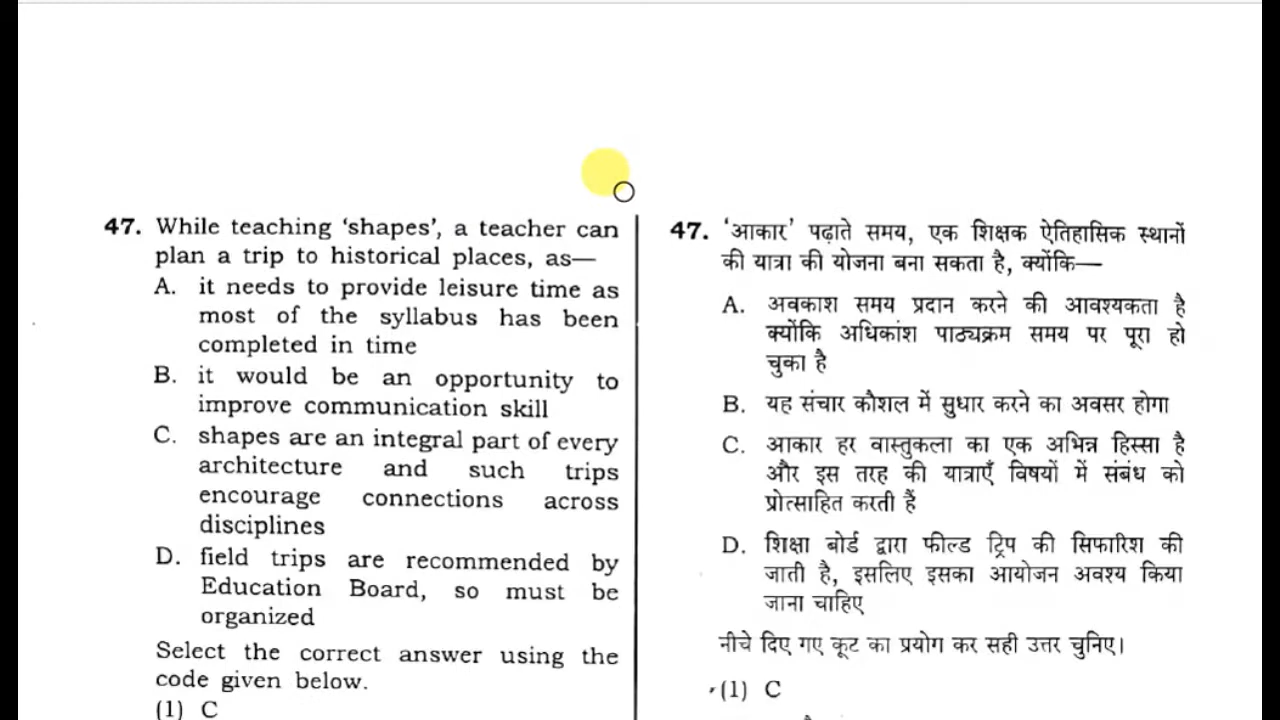 47. While teaching ‘shapes’, a teacher can
plan a trip to historical places, as—
A. it needs to provide leisure time as
most of the syllabus has been
completed in time
B. it would be an opportunity to
improve communication skill
C. shapes are an integral part of every
architecture and such trips
encourage connections across
disciplines
D. field trips are recommended by
Education Board, so must be
organized
Select the correct answer using the
code given below.
(1) C
47. ‘आकार’ पढ़ाते समय, एक शिक्षक ऐतिहासिक स्थानों
की यात्रा की योजना बना सकता है, क्योंकि—
A. अवकाश समय प्रदान करने की आवश्यकता है
क्योंकि अधिकांश पाठ्यक्रम समय पर पूरा हो
चुका है
B. यह संचार कौशल में सुधार करने का अवसर होगा
C. आकार हर वास्तुकला का एक अभिन्न हिस्सा है
और इस तरह की यात्राएँ विषयों में संबंध को
प्रोत्साहित करती हैं
D. शिक्षा बोर्ड द्वारा फील्ड ट्रिप की सिफारिश की
जाती है, इसलिए इसका आयोजन अवश्य किया
जाना चाहिए
नीचे दिए गए कूट का प्रयोग कर सही उत्तर चुनिए।
(1) C